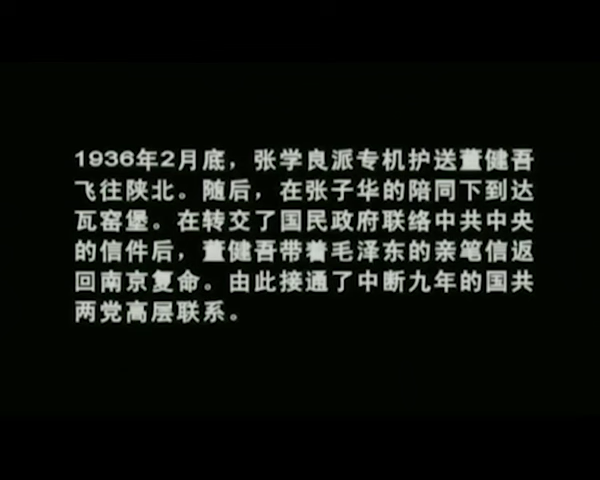 1936年2月底，张学良派专机护送董健吾
飞往陕北。随后，在张子华的陪同下到达
瓦窑堡。在转交了国民政府联络中共中央
的信件后，董健吾带着毛泽东的亲笔信返
回南京复命。由此接通了中断九年的国共
两党高层联系。